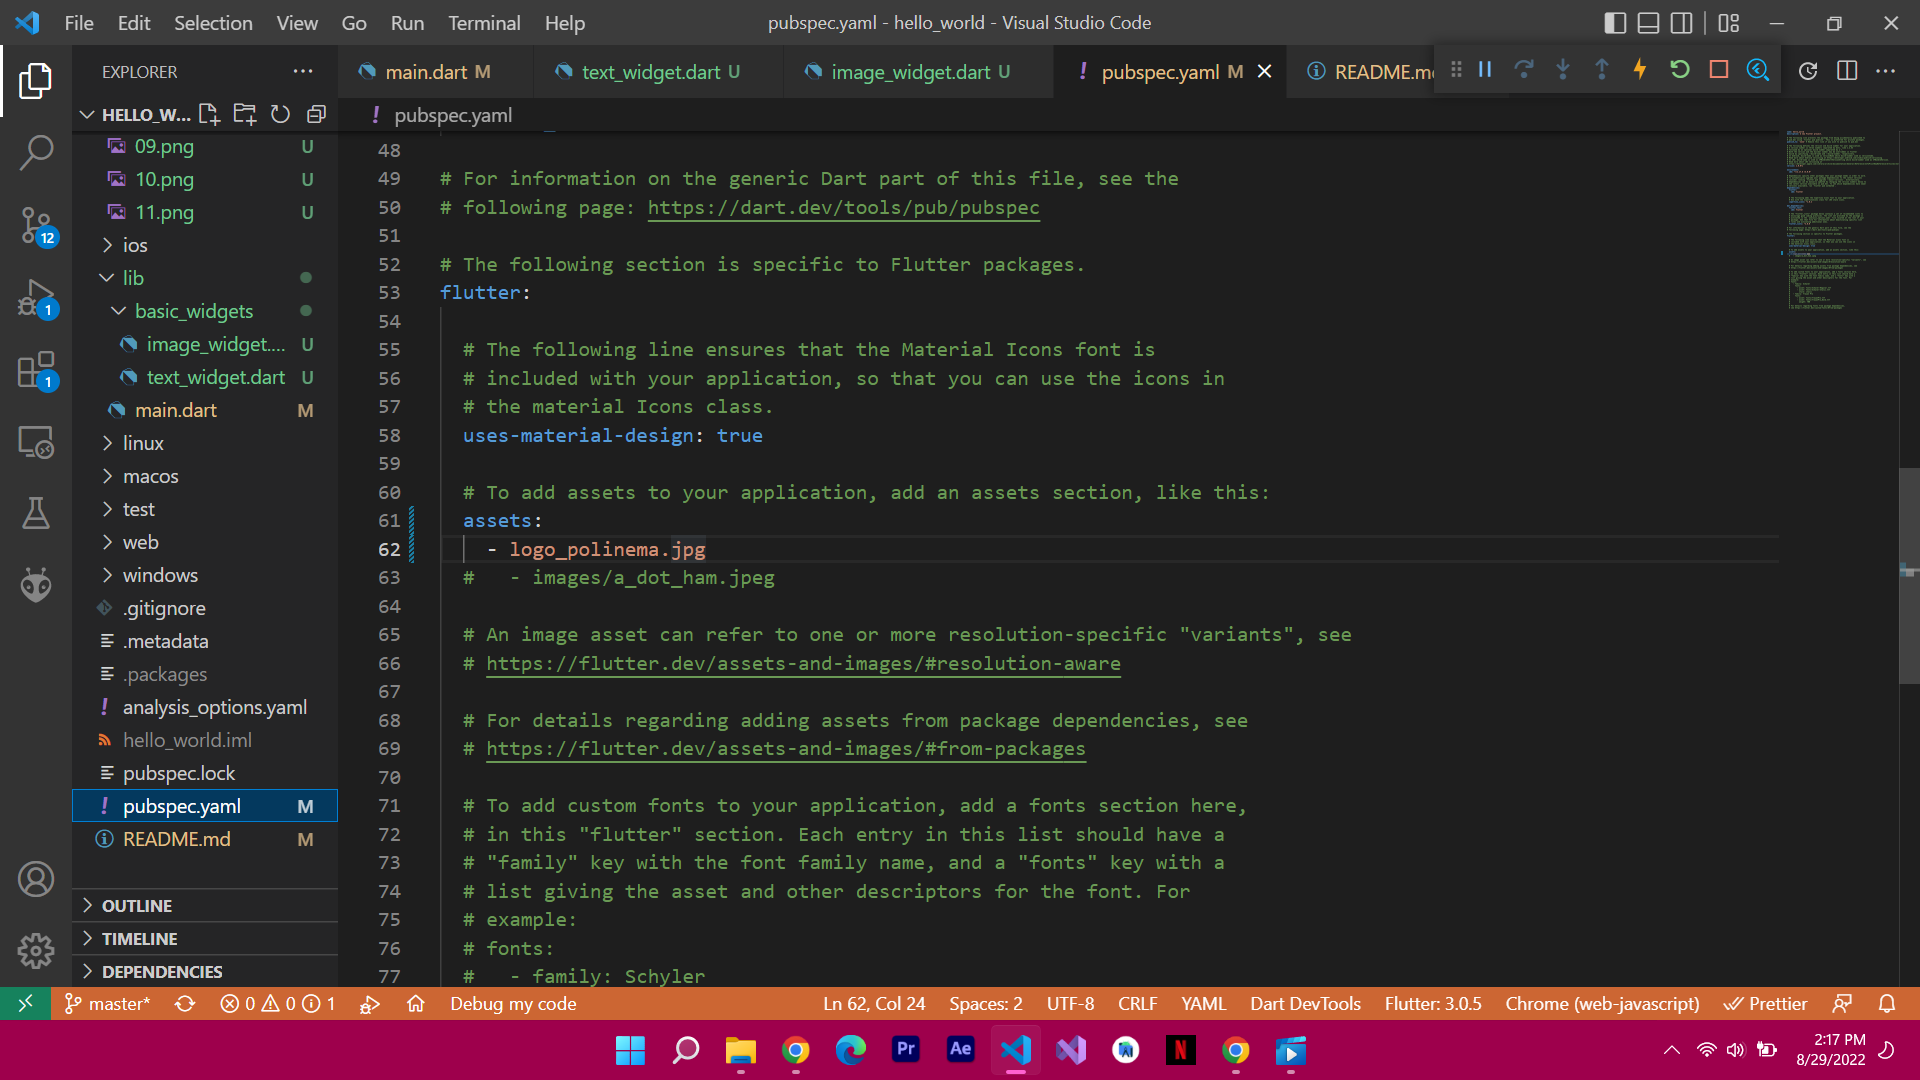 File Edit Selection View Go Run Terminal Help
pubspec.yaml - hello_world - Visual Studio Code
EXPLORER
HELLO_W...
09.png U
10.png U
11.png U
ios
lib
basic_widgets
image_widget.... U
text_widget.dart U
main.dart M
linux
macos
test
web
windows
.gitignore
.metadata
.packages
analysis_options.yaml
hello_world.iml
pubspec.lock
pubspec.yaml M
README.md M
OUTLINE
TIMELINE
DEPENDENCIES
12
1
1
main.dart M
text_widget.dart U
image_widget.dart U
pubspec.yaml M
README.m
pubspec.yaml
48
49 # For information on the generic Dart part of this file, see the
50 # following page: https://dart.dev/tools/pub/pubspec
51
52 # The following section is specific to Flutter packages.
53 flutter:
54
55 # The following line ensures that the Material Icons font is
56 # included with your application, so that you can use the icons in
57 # the material Icons class.
58 uses-material-design: true
59
60 # To add assets to your application, add an assets section, like this:
61 assets:
62 - logo_polinema.jpg
63 #   - images/a_dot_ham.jpeg
64
65 # An image asset can refer to one or more resolution-specific "variants", see
66 # https://flutter.dev/assets-and-images/#resolution-aware
67
68 # For details regarding adding assets from package dependencies, see
69 # https://flutter.dev/assets-and-images/#from-packages
70
71 # To add custom fonts to your application, add a fonts section here,
72 # in this "flutter" section. Each entry in this list should have a
73 # "family" key with the font family name, and a "fonts" key with a
74 # list giving the asset and other descriptors for the font. For
75 # example:
76 # fonts:
77 #   - family: Schyler
master* 0 0 1 Debug my code Ln 62, Col 24 Spaces: 2 UTF-8 CRLF YAML Dart DevTools Flutter: 3.0.5 Chrome (web-javascript) Prettier
Pr Ae N
2:17 PM
8/29/2022